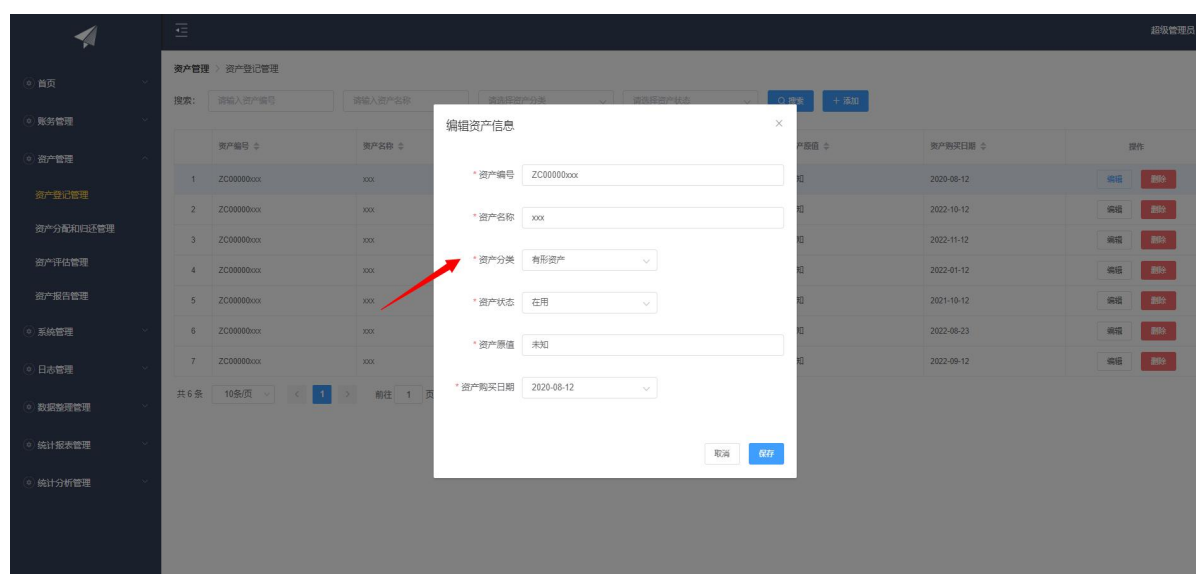 超级管理员
首页
账务管理
资产管理
资产登记管理
资产分配和归还管理
资产评估管理
资产报告管理
系统管理
日志管理
数据整理管理
统计报表管理
统计分析管理
资产管理 > 资产登记管理
搜索: 请输入资产编号 请输入资产名称 请选择资产分类 请选择资产状态 搜索 + 添加
资产编号 资产名称 产原值 资产购买日期 操作
1 ZC00000xxx xxx 知 2020-08-12 编辑 删除
2 ZC00000xxx xxx 知 2022-10-12 编辑 删除
3 ZC00000xxx xxx 知 2022-11-12 编辑 删除
4 ZC00000xxx xxx 知 2022-01-12 编辑 删除
5 ZC00000xxx xxx 知 2021-10-12 编辑 删除
6 ZC00000xxx xxx 知 2022-08-23 编辑 删除
7 ZC00000xxx xxx 知 2022-09-12 编辑 删除
共 6 条 10条/页 < 1 > 前往 1 页
编辑资产信息 ×
* 资产编号 ZC00000xxx
* 资产名称 xxx
* 资产分类 有形资产
* 资产状态 在用
* 资产原值 未知
* 资产购买日期 2020-08-12
取消 保存